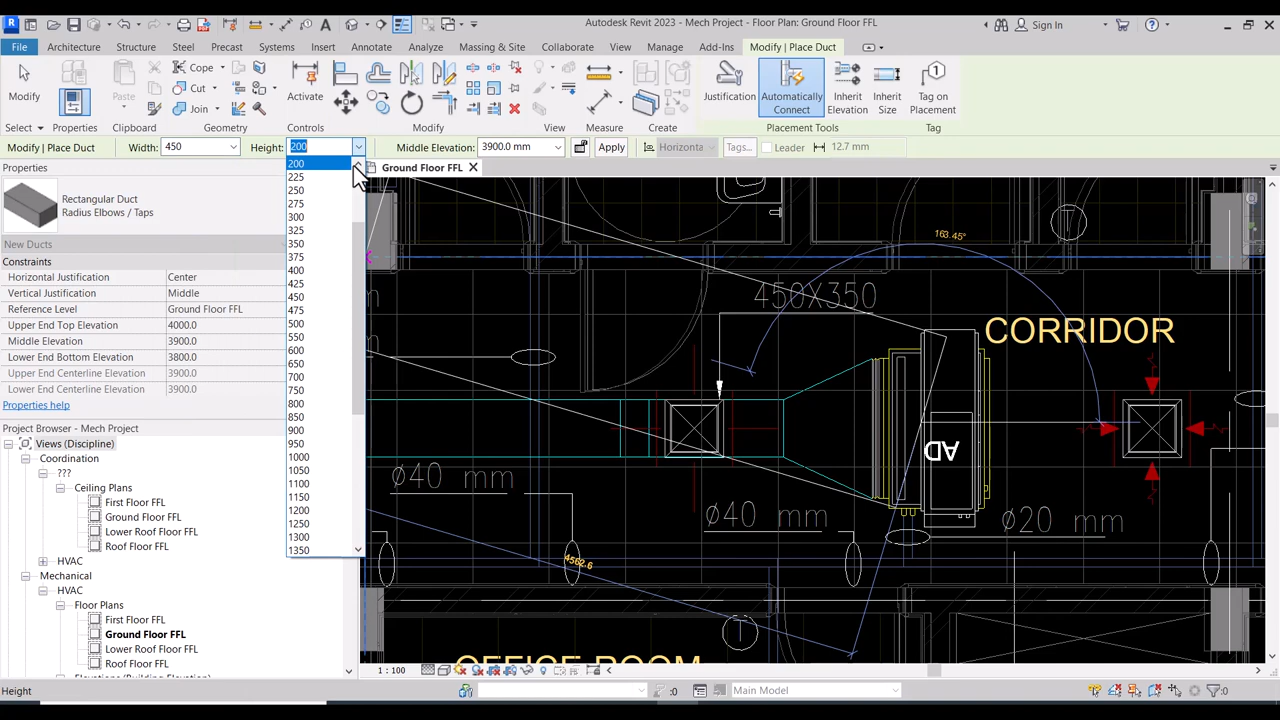 Autodesk Revit 2023 - Mech Project - Floor Plan: Ground Floor FFL
Sign In
File Architecture Structure Steel Precast Systems Insert Annotate Analyze Massing & Site Collaborate View Manage Add-Ins Modify | Place Duct
Modify Paste Cope Cut Join Activate Justification Automatically Connect Inherit Elevation Inherit Size Tag on Placement
Select Properties Clipboard Geometry Controls Modify View Measure Create Placement Tools Tag
Modify | Place Duct Width: 450 Height: 200 Middle Elevation: 3900.0 mm Apply Horizonta Tags... Leader 12.7 mm
Properties
Ground Floor FFL
Rectangular Duct
Radius Elbows / Taps
New Ducts
Constraints
Horizontal Justification Center
Vertical Justification Middle
Reference Level Ground Floor FFL
Upper End Top Elevation 4000.0
Middle Elevation 3900.0
Lower End Bottom Elevation 3800.0
Upper End Centerline Elevation 3900.0
Lower End Centerline Elevation 3900.0
Properties help
Project Browser - Mech Project
Views (Discipline)
Coordination
???
Ceiling Plans
First Floor FFL
Ground Floor FFL
Lower Roof Floor FFL
Roof Floor FFL
HVAC
Mechanical
HVAC
Floor Plans
First Floor FFL
Ground Floor FFL
Lower Roof Floor FFL
Roof Floor FFL
200
225
250
275
300
325
350
375
400
425
450
475
500
550
600
650
700
750
800
850
900
950
1000
1050
1100
1150
1200
1250
1300
1350
163.45°
450X350
CORRIDOR
AD
ø40 mm
ø40 mm
ø20 mm
4562.6
T
T
OFFICE ROOM
1 : 100
Height
:0
Main Model
:0